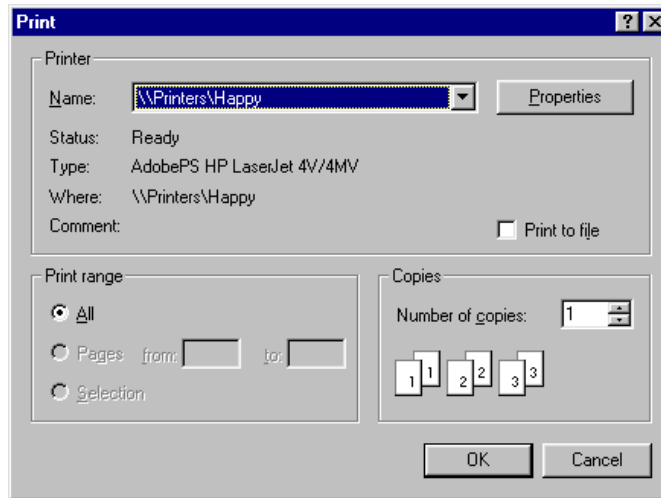 Print
Printer
Name: \\Printers\Happy Properties
Status: Ready
Type: AdobePS HP LaserJet 4V/4MV
Where: \\Printers\Happy
Comment: Print to file
Print range
All
Pages from: to:
Selection
Copies
Number of copies: 1
1 1 2 2 3 3
OK Cancel